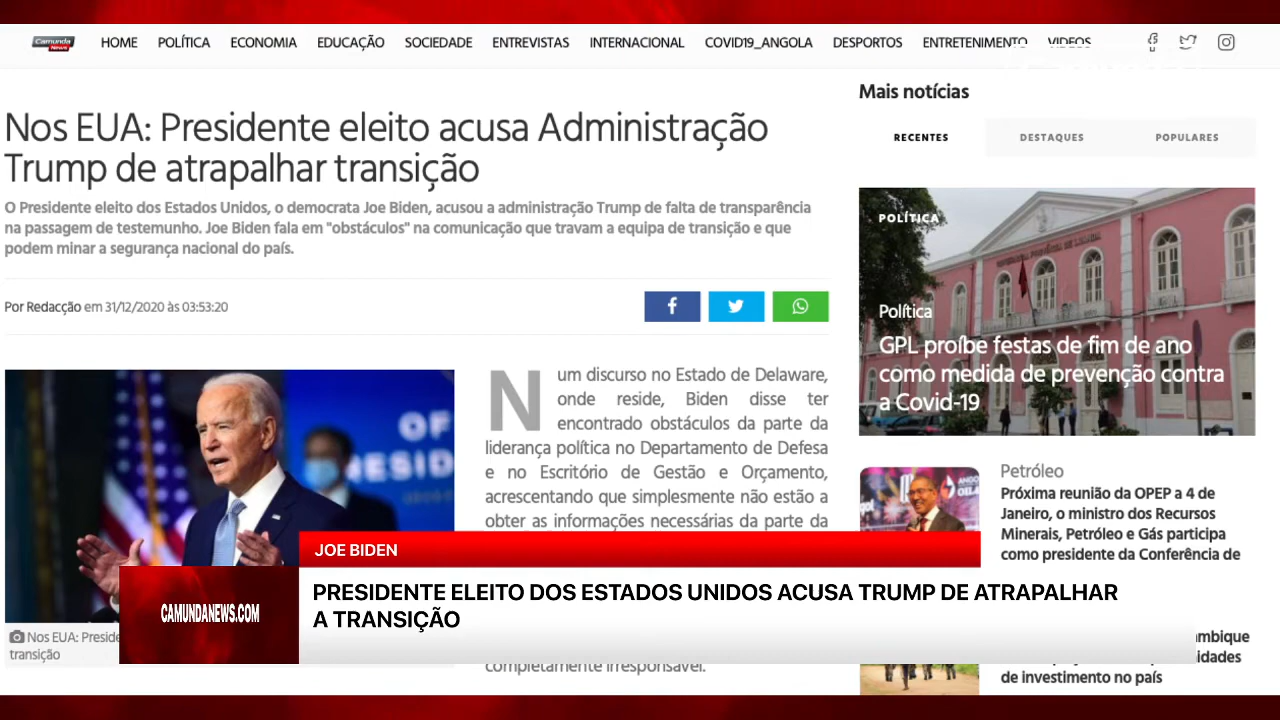 Camunda
News
HOME
POLÍTICA
ECONOMIA
EDUCAÇÃO
SOCIEDADE
ENTREVISTAS
INTERNACIONAL
COVID19_ANGOLA
DESPORTOS
ENTRETENIMENTO
VIDEOS
Nos EUA: Presidente eleito acusa Administração
Trump de atrapalhar transição
O Presidente eleito dos Estados Unidos, o democrata Joe Biden, acusou a administração Trump de falta de transparência
na passagem de testemunho. Joe Biden fala em "obstáculos" na comunicação que travam a equipa de transição e que
podem minar a segurança nacional do país.
Por Redacção em 31/12/2020 às 03:53:20
Num discurso no Estado de Delaware,
onde reside, Biden disse ter
encontrado obstáculos da parte da
liderança política no Departamento de Defesa
e no Escritório de Gestão e Orçamento,
acrescentando que simplesmente não estão a
obter as informações necessárias da parte da
completamente irresponsável.
Nos EUA: Preside
transição
Mais notícias
RECENTES
DESTAQUES
POPULARES
POLÍTICA
Política
GPL proíbe festas de fim de ano
como medida de prevenção contra
a Covid-19
Petróleo
Próxima reunião da OPEP a 4 de
Janeiro, o ministro dos Recursos
Minerais, Petróleo e Gás participa
como presidente da Conferência de
ambique
idades
de investimento no país
JOE BIDEN
CAMUNDANEWS.COM
PRESIDENTE ELEITO DOS ESTADOS UNIDOS ACUSA TRUMP DE ATRAPALHAR
A TRANSIÇÃO